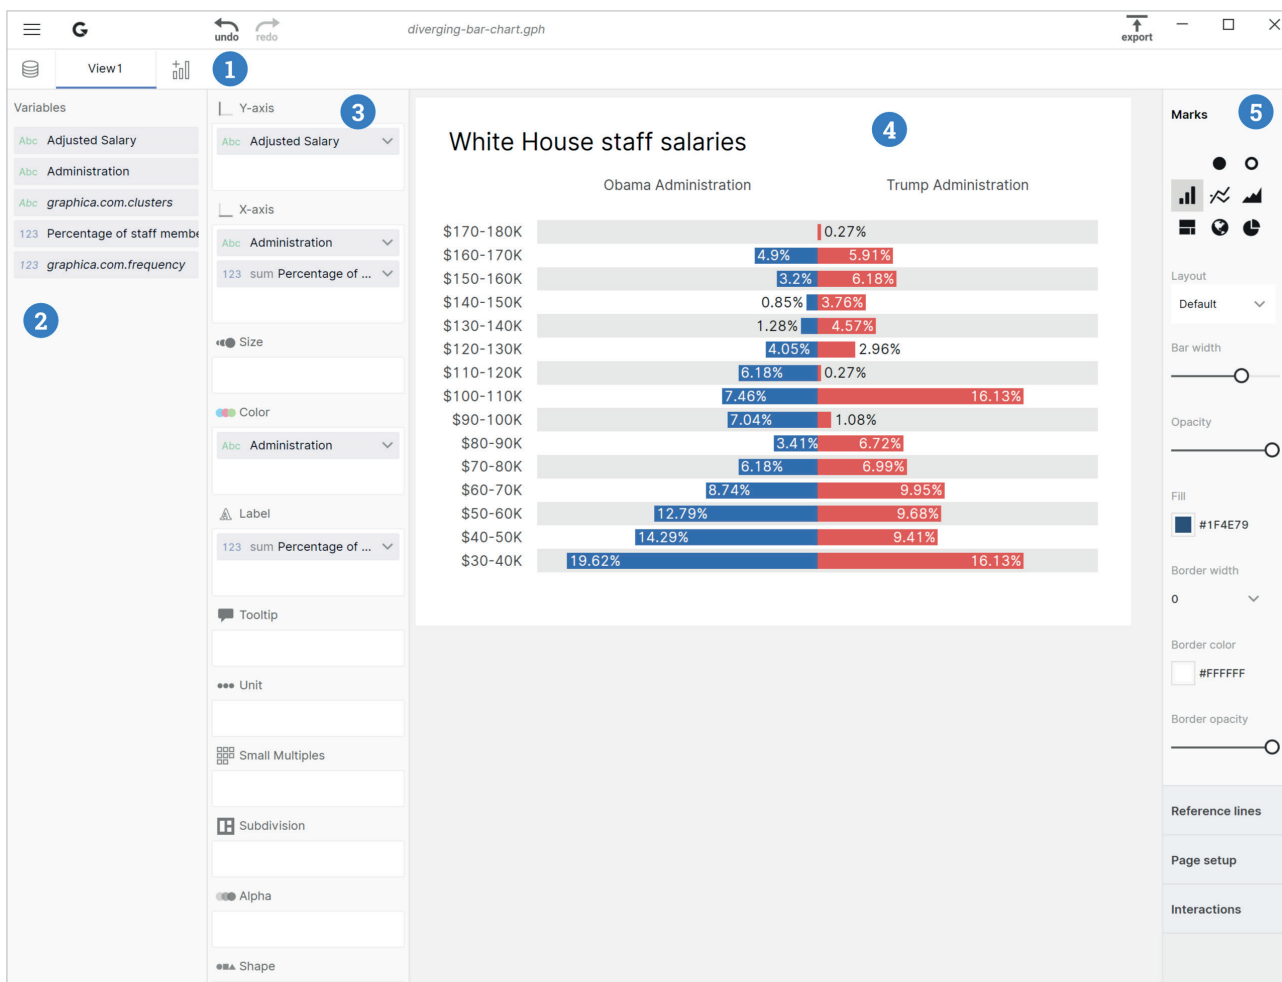 G
undo
redo
diverging-bar-chart.gph
export
View1
1
Variables
Abc Adjusted Salary
Abc Administration
Abc graphica.com.clusters
123 Percentage of staff membe
123 graphica.com.frequency
2
Y-axis
3
Abc Adjusted Salary
X-axis
Abc Administration
123 sum Percentage of ...
Size
Color
Abc Administration
Label
123 sum Percentage of ...
Tooltip
Unit
Small Multiples
Subdivision
Alpha
Shape
White House staff salaries
4
Obama Administration Trump Administration
$170-180K 0.27%
$160-170K 4.9% 5.91%
$150-160K 3.2% 6.18%
$140-150K 0.85% 3.76%
$130-140K 1.28% 4.57%
$120-130K 4.05% 2.96%
$110-120K 6.18% 0.27%
$100-110K 7.46% 16.13%
$90-100K 7.04% 1.08%
$80-90K 3.41% 6.72%
$70-80K 6.18% 6.99%
$60-70K 8.74% 9.95%
$50-60K 12.79% 9.68%
$40-50K 14.29% 9.41%
$30-40K 19.62% 16.13%
Marks
5
Layout
Default
Bar width
Opacity
Fill
#1F4E79
Border width
0
Border color
#FFFFFF
Border opacity
Reference lines
Page setup
Interactions